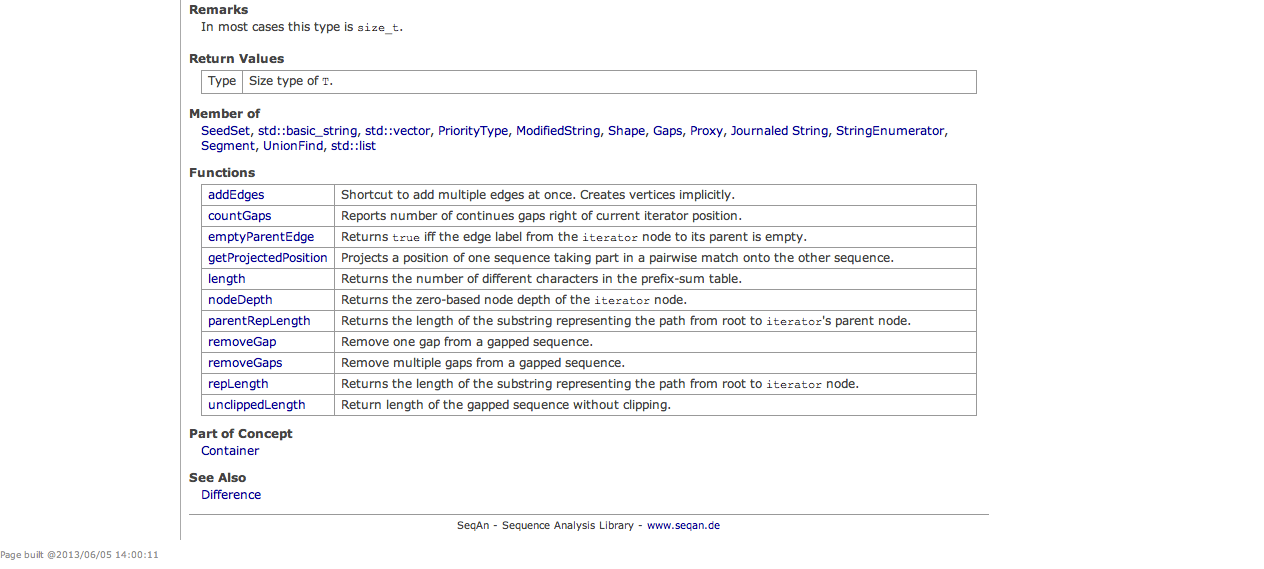 Remarks
In most cases this type is size_t.
Return Values
Type Size type of T.
Member of
SeedSet, std::basic_string, std::vector, PriorityType, ModifiedString, Shape, Gaps, Proxy, Journaled String, StringEnumerator,
Segment, UnionFind, std::list
Functions
addEdges Shortcut to add multiple edges at once. Creates vertices implicitly.
countGaps Reports number of continues gaps right of current iterator position.
emptyParentEdge Returns true iff the edge label from the iterator node to its parent is empty.
getProjectedPosition Projects a position of one sequence taking part in a pairwise match onto the other sequence.
length Returns the number of different characters in the prefix-sum table.
nodeDepth Returns the zero-based node depth of the iterator node.
parentRepLength Returns the length of the substring representing the path from root to iterator's parent node.
removeGap Remove one gap from a gapped sequence.
removeGaps Remove multiple gaps from a gapped sequence.
repLength Returns the length of the substring representing the path from root to iterator node.
unclippedLength Return length of the gapped sequence without clipping.
Part of Concept
Container
See Also
Difference
SeqAn - Sequence Analysis Library - www.seqan.de
Page built @2013/06/05 14:00:11